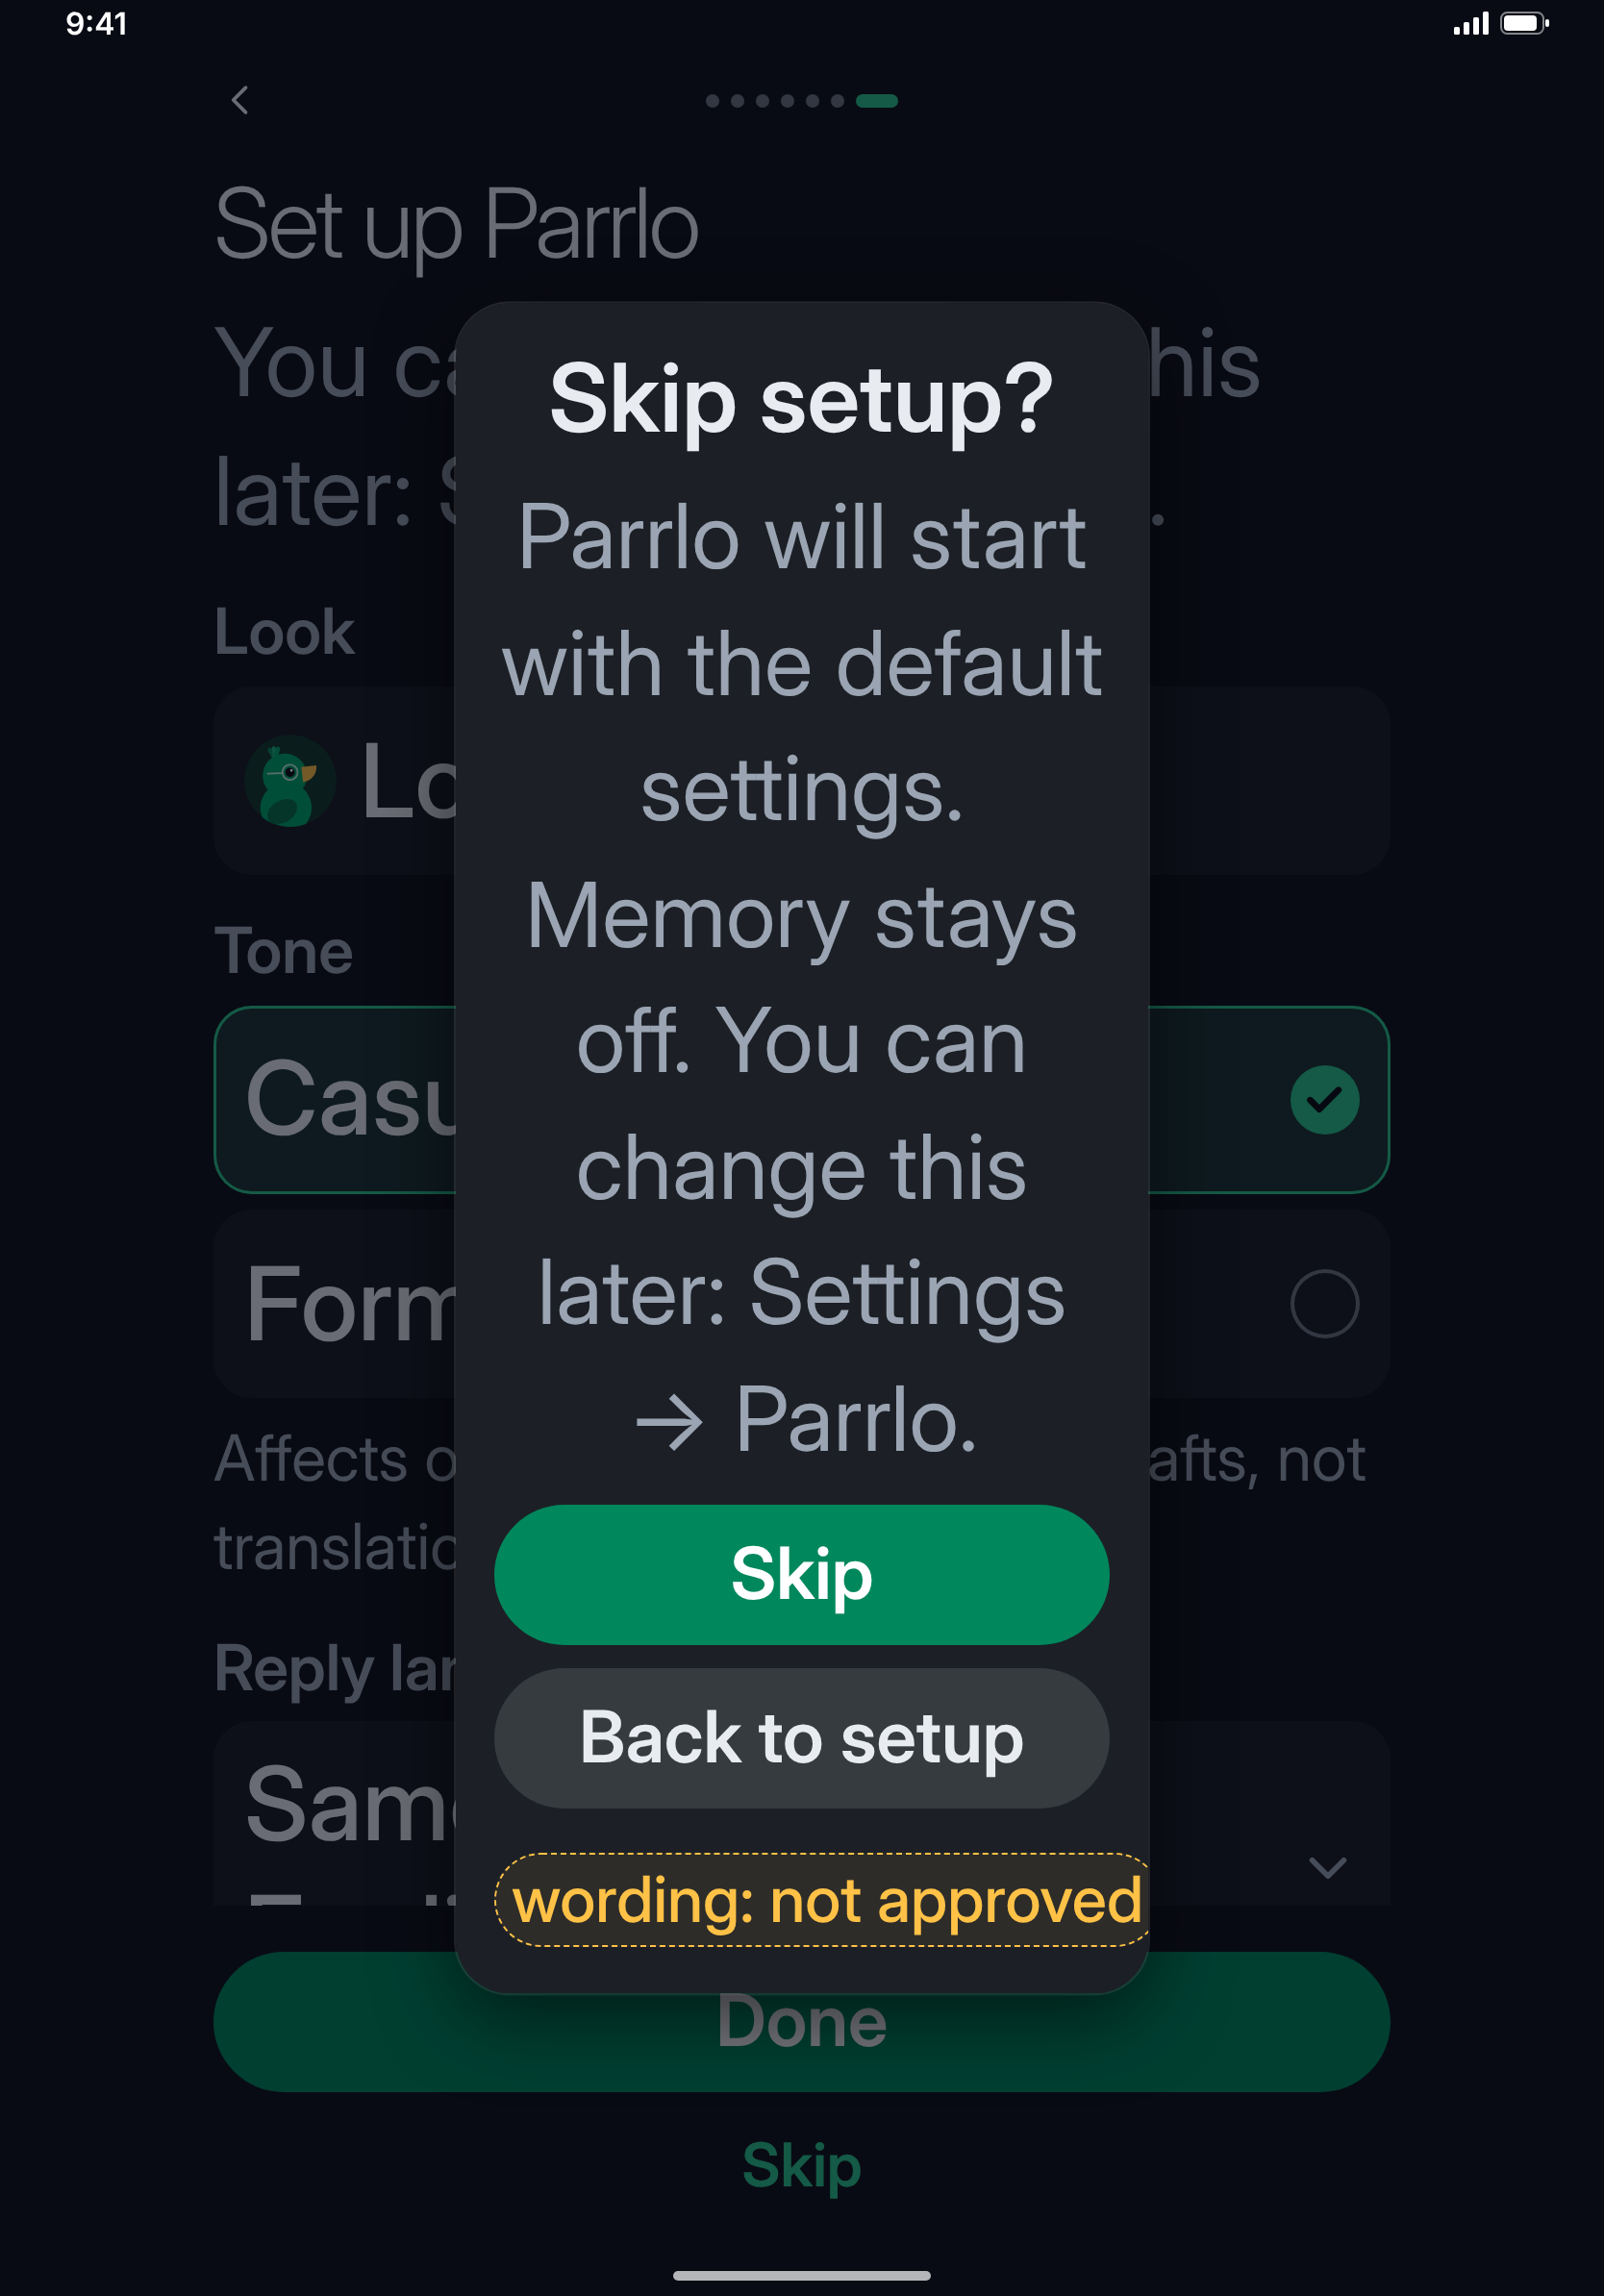 9:41
Set up Parrlo
You ca his
later: S .
Look
Lo
Skip setup?
Parrlo will start
with the default
settings.
Memory stays
off. You can
change this
later: Settings
→ Parrlo.
Tone
Casu
Form
Affects o afts, not
translatio
Reply lan
Same
Skip
Back to setup
wording: not approved
Done
Skip